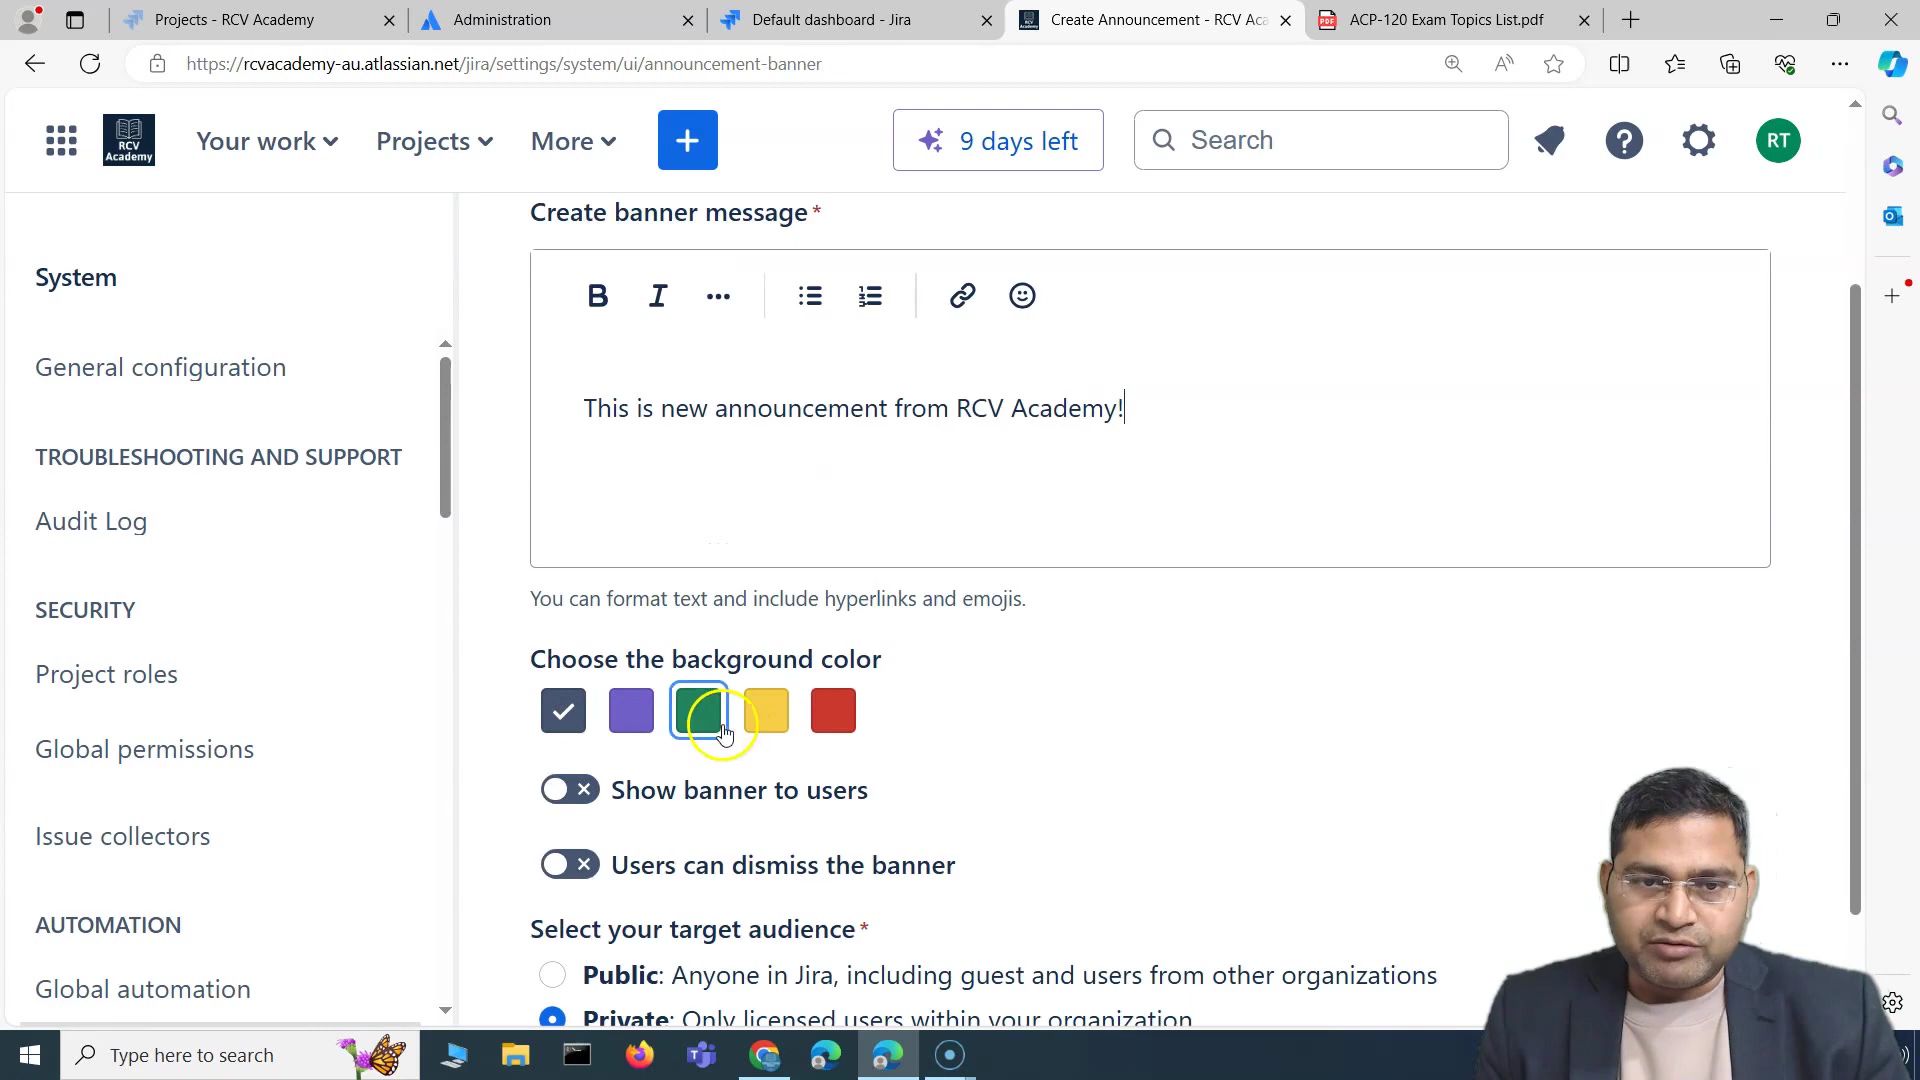 Projects - RCV Academy
Administration
Default dashboard - Jira
Create Announcement - RCV Aca
ACP-120 Exam Topics List.pdf
https://rcvacademy-au.atlassian.net/jira/settings/system/ui/announcement-banner
RCV
Academy
Your work
Projects
More
9 days left
Search
RT
System
General configuration
TROUBLESHOOTING AND SUPPORT
Audit Log
SECURITY
Project roles
Global permissions
Issue collectors
AUTOMATION
Global automation
Create banner message*
B I ...
This is new announcement from RCV Academy!
You can format text and include hyperlinks and emojis.
Choose the background color
Show banner to users
Users can dismiss the banner
Select your target audience*
Public: Anyone in Jira, including guest and users from other organizations
Private: Only licensed users within your organization
Type here to search